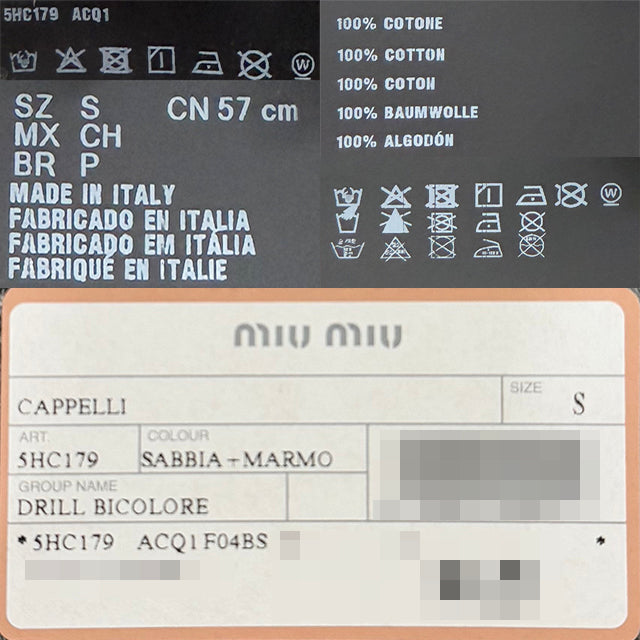 5HC179 ACQ1
SZ S CN 57 cm
MX CH
BR P
MADE IN ITALY
FABRICADO EN ITALIA
FABRICADO EM ITÁLIA
FABRIQUÉ EN ITALIE
100% COTONE
100% COTTON
100% COTON
100% BAUMWOLLE
100% ALGODÓN
miu miu
CAPPELLI
SIZE S
ART. COLOUR
5HC179 SABBIA+MARMO
GROUP NAME
DRILL BICOLORE
*5HC179 ACQ1F04BS *